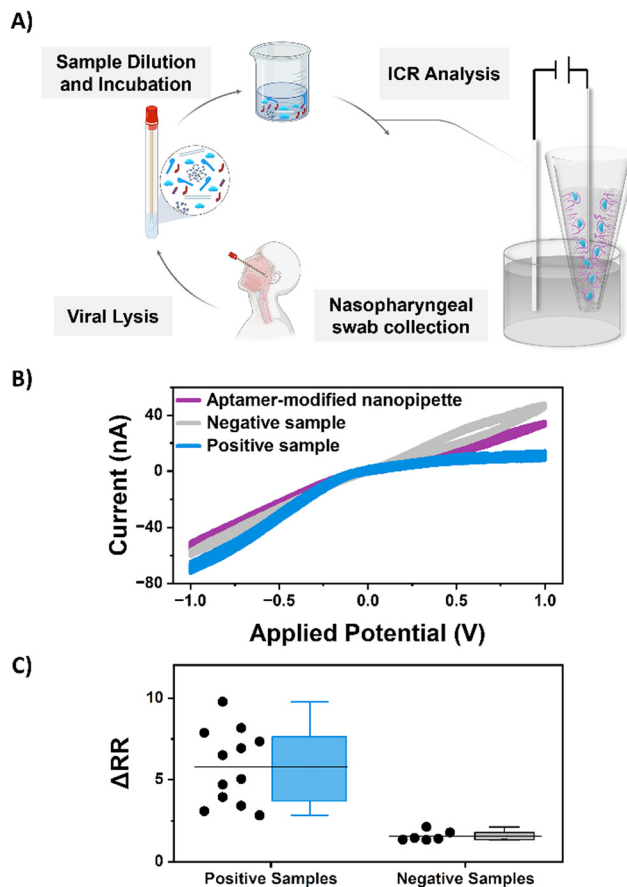 A)
Sample Dilution
and Incubation
ICR Analysis
Viral Lysis
Nasopharyngeal
swab collection
B)
Aptamer-modified nanopipette
Negative sample
Positive sample
Current (nA)
40
0
−40
−80
−1.0 −0.5 0.0 0.5 1.0
Applied Potential (V)
C)
ΔRR
10
5
0
Positive Samples Negative Samples